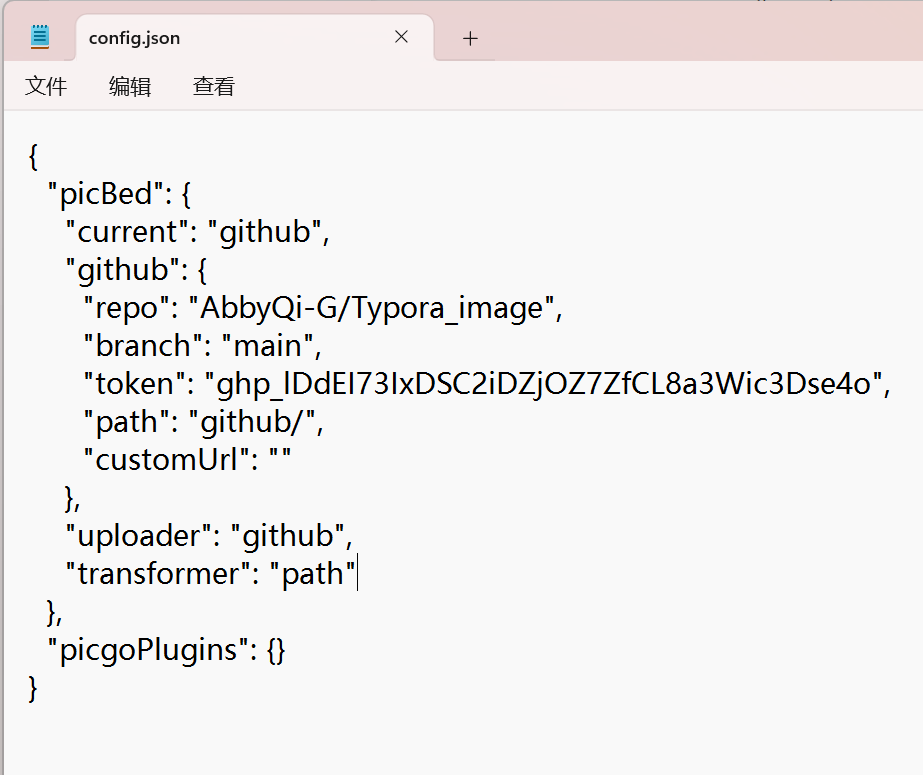 config.json
文件 编辑 查看
{
  "picBed": {
    "current": "github",
    "github": {
      "repo": "AbbyQi-G/Typora_image",
      "branch": "main",
      "token": "",
      "path": "github/",
      "customUrl": ""
    },
    "uploader": "github",
    "transformer": "path"
  },
  "picgoPlugins": {}
}